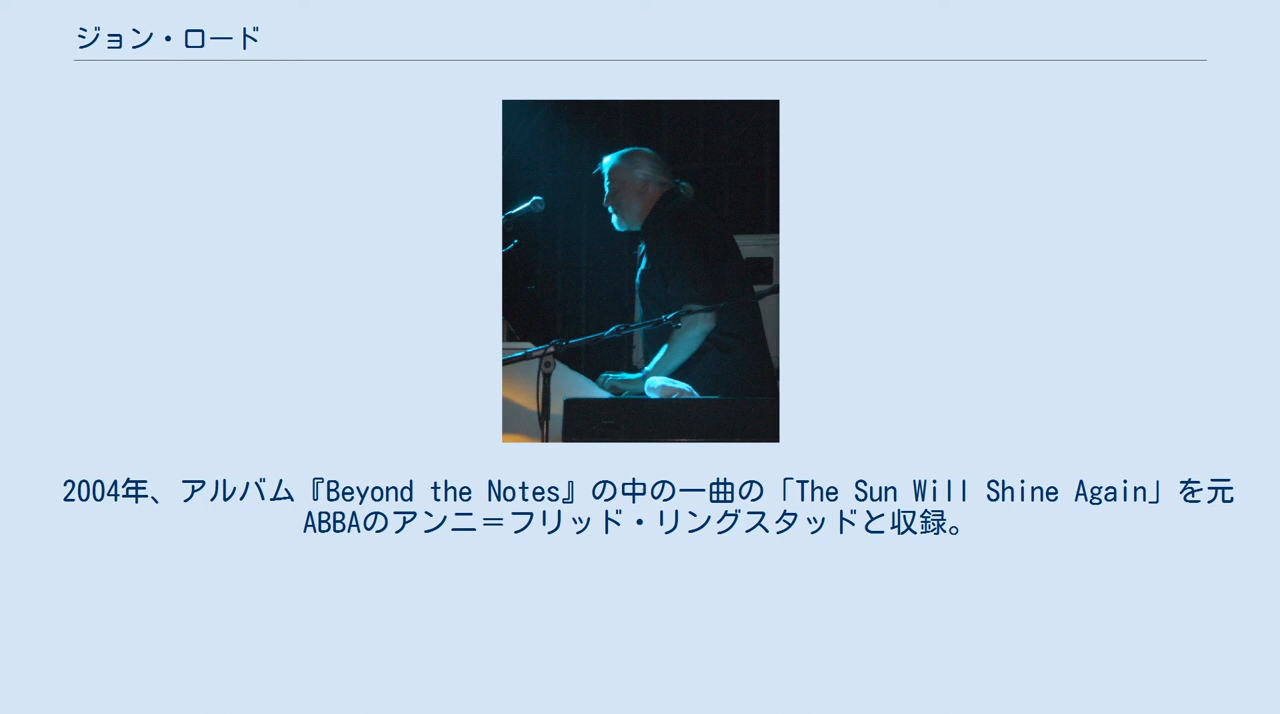 ジョン・ロード
2004年、アルバム『Beyond the Notes』の中の一曲の「The Sun Will Shine Again」を元
ABBAのアンニ＝フリッド・リングスタッドと収録。